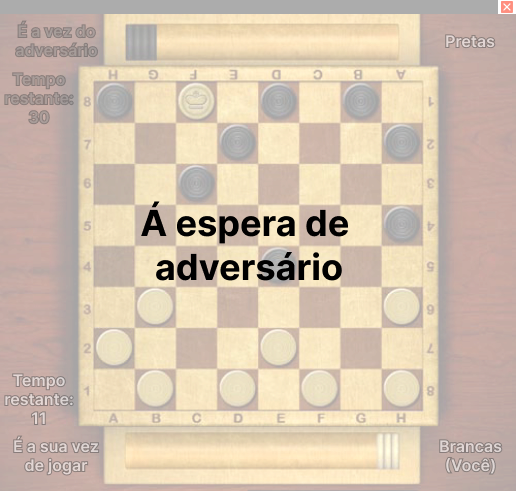 É a vez do
adversário
Pretas
Tempo
restante:
30
H G F E D C B A
8 1
7 2
6 3
5 4
4 5
3 6
2 7
1 8
A B C D E F G H
Á espera de
adversário
Tempo
restante:
11
É a sua vez
de jogar
Brancas
(Você)